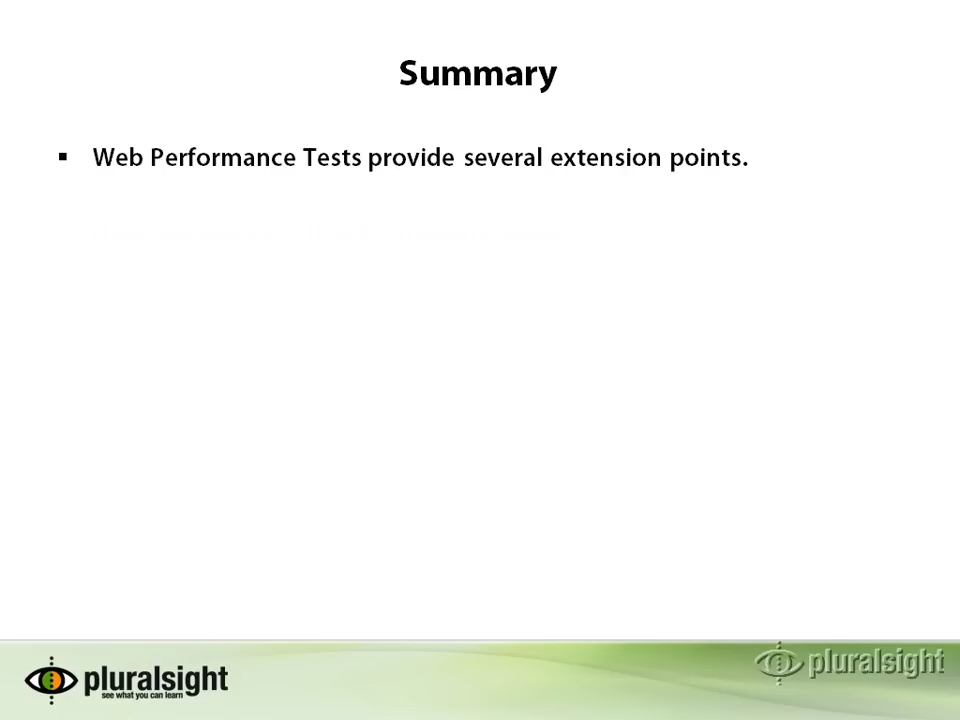 Summary
▪ Web Performance Tests provide several extension points.
pluralsight
see what you can learn
pluralsight